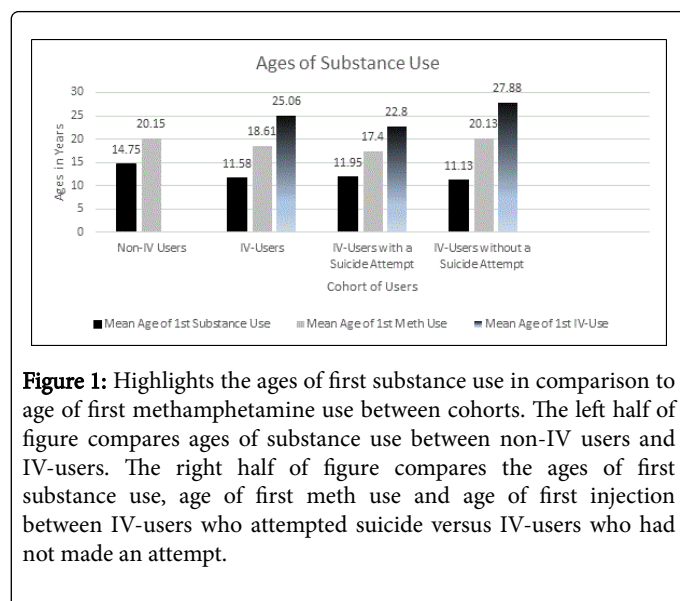 Ages of Substance Use
Ages in Years
30
25
20
15
10
5
0
14.75
20.15
11.58
18.61
25.06
11.95
17.4
22.8
11.13
20.13
27.88
Non-IV Users
IV-Users
IV-Users with a
Suicide Attempt
IV-Users without a
Suicide Attempt
Cohort of Users
Mean Age of 1st Substance Use
Mean Age of 1st Meth Use
Mean Age of 1st IV-Use
Figure 1: Highlights the ages of first substance use in comparison to
age of first methamphetamine use between cohorts. The left half of
figure compares ages of substance use between non-IV users and
IV-users. The right half of figure compares the ages of first
substance use, age of first meth use and age of first injection
between IV-users who attempted suicide versus IV-users who had
not made an attempt.